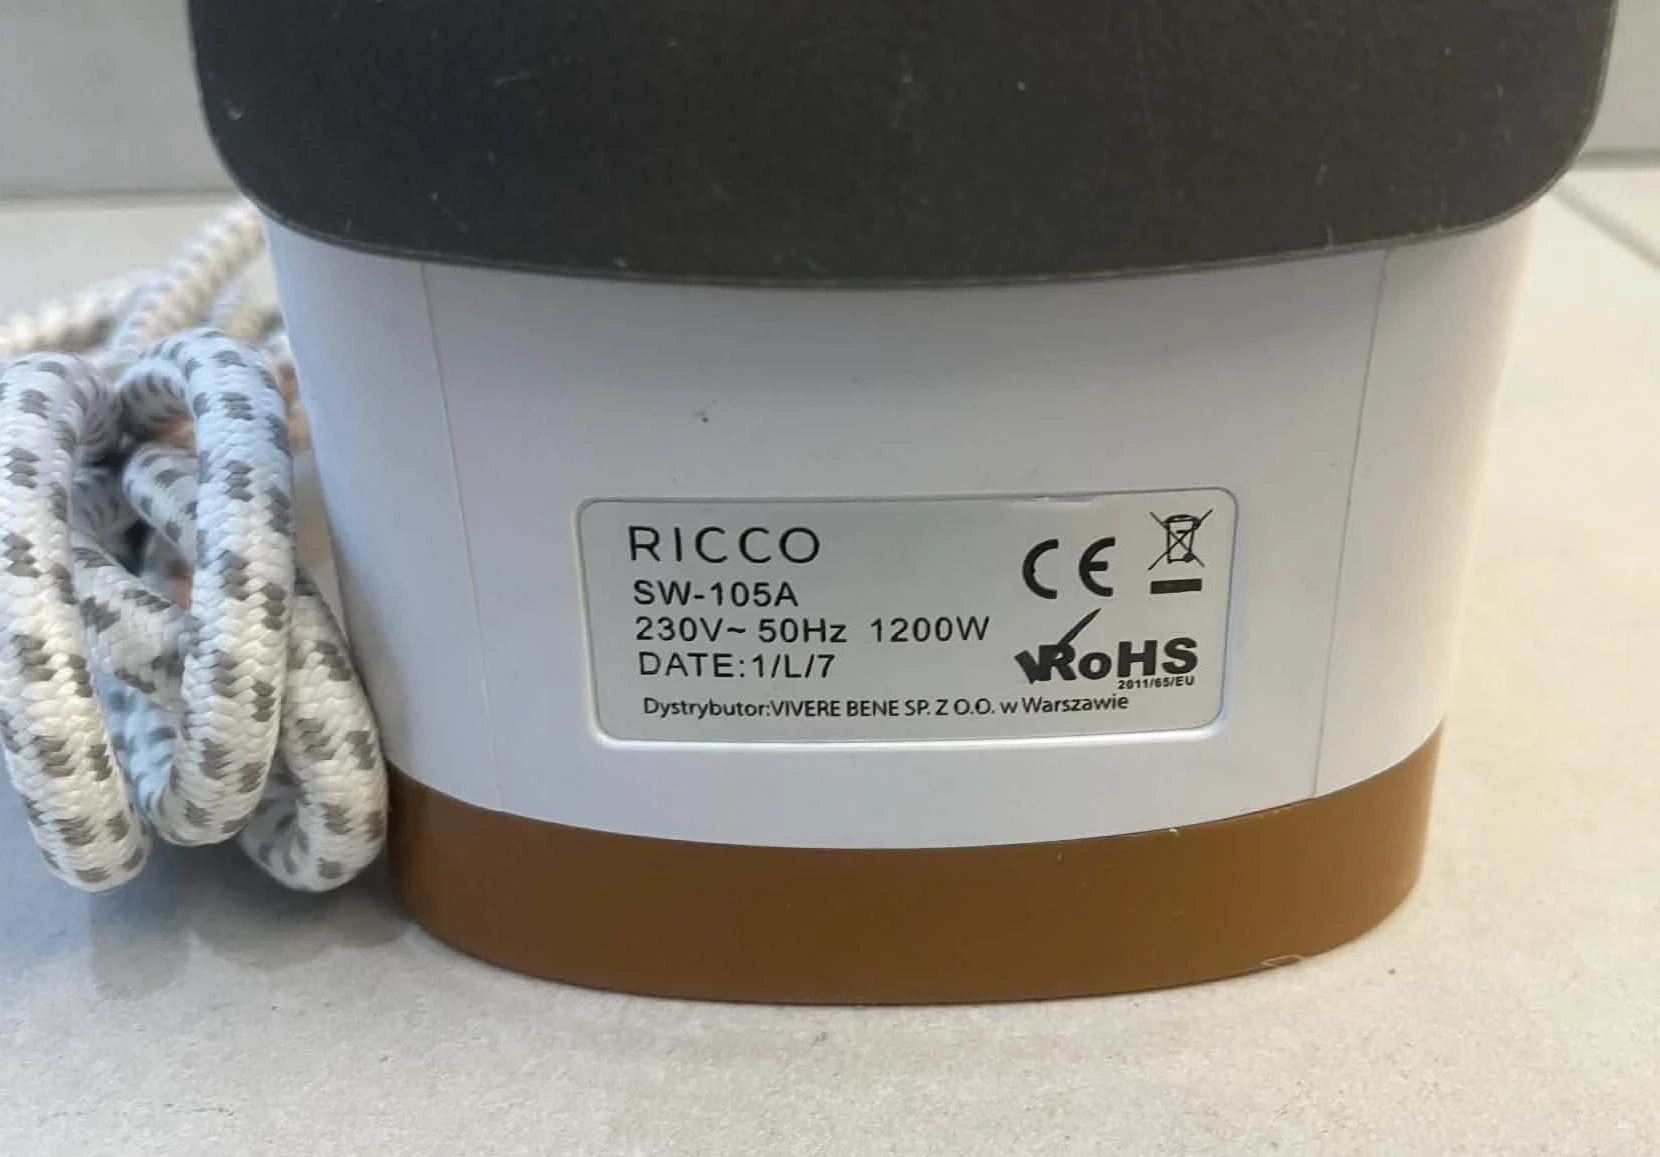 RICCO
CE
SW-105A
230V~ 50Hz 1200W
DATE:1/L/7
RoHS
2011/65/EU
Dystrybutor:VIVERE BENE SP. Z O.O. w Warszawie